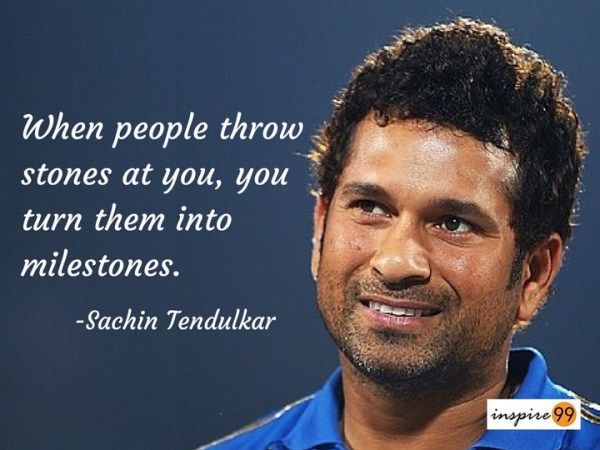 When people throw
stones at you, you
turn them into
milestones.
-Sachin Tendulkar
inspire99